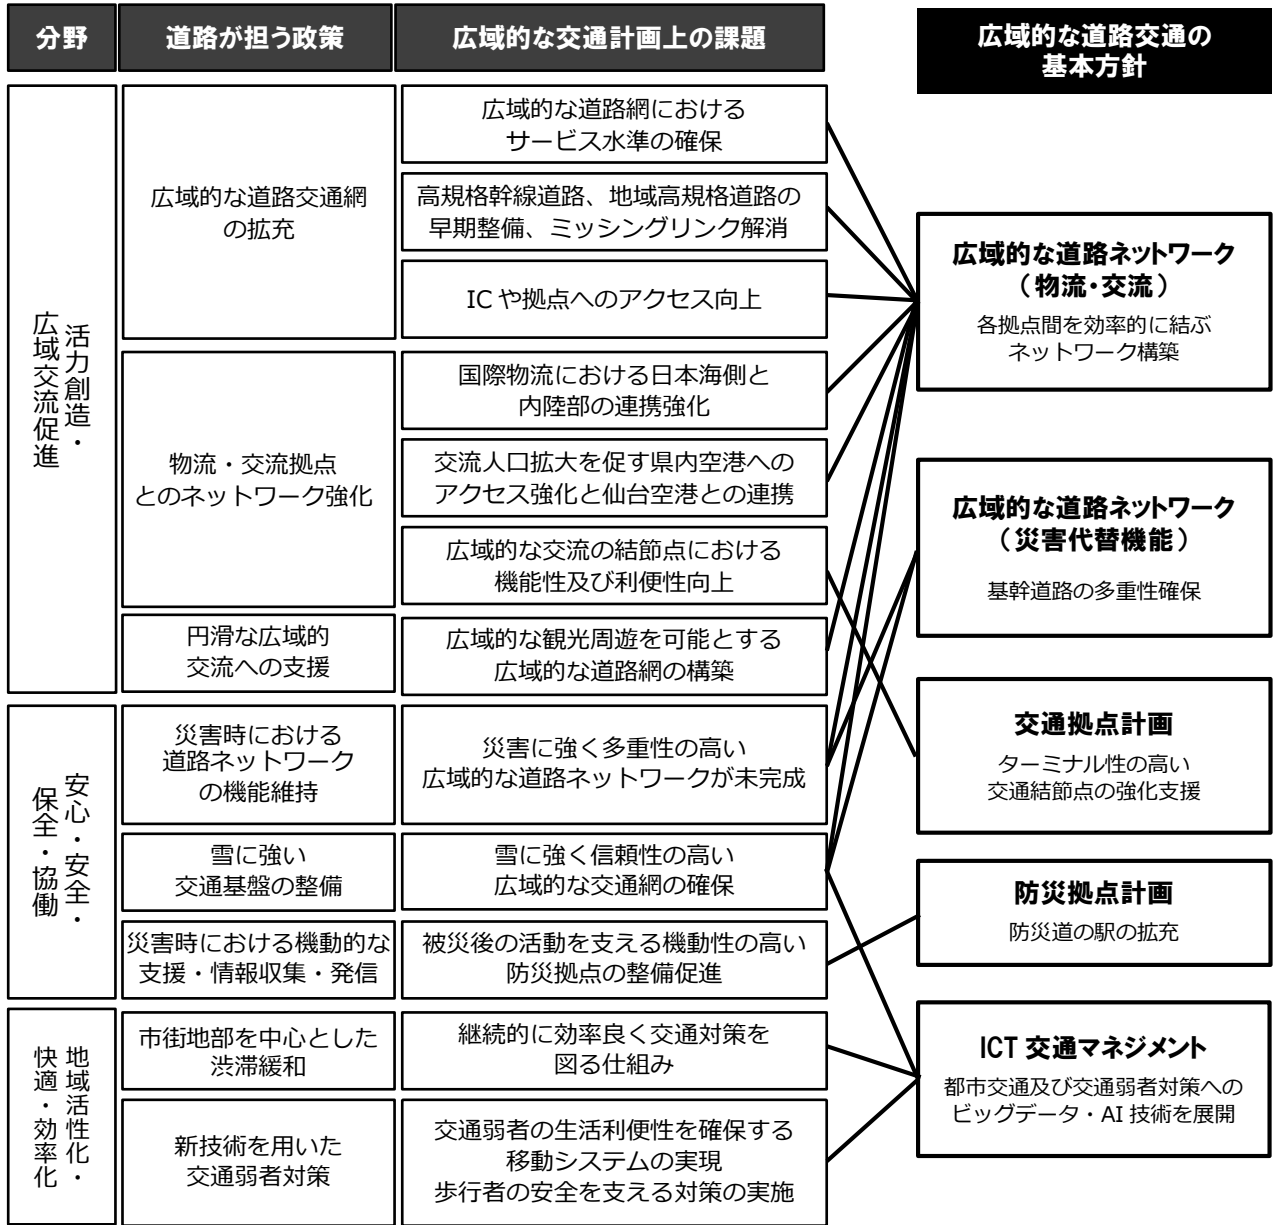 分野
道路が担う政策
広域的な交通計画上の課題
広域的な道路交通の
基本方針
活力創造・
広域交流促進
広域的な道路交通網
の拡充
広域的な道路網における
サービス水準の確保
高規格幹線道路、地域高規格道路の
早期整備、ミッシングリンク解消
IC や拠点へのアクセス向上
物流・交流拠点
とのネットワーク強化
国際物流における日本海側と
内陸部の連携強化
交流人口拡大を促す県内空港への
アクセス強化と仙台空港との連携
広域的な交流の結節点における
機能性及び利便性向上
円滑な広域的
交流への支援
広域的な観光周遊を可能とする
広域的な道路網の構築
安心・安全・
保全・協働
災害時における
道路ネットワーク
の機能維持
災害に強く多重性の高い
広域的な道路ネットワークが未完成
雪に強い
交通基盤の整備
雪に強く信頼性の高い
広域的な交通網の確保
災害時における機動的な
支援・情報収集・発信
被災後の活動を支える機動性の高い
防災拠点の整備促進
地域活性化・
快適・効率化
市街地部を中心とした
渋滞緩和
継続的に効率良く交通対策を
図る仕組み
新技術を用いた
交通弱者対策
交通弱者の生活利便性を確保する
移動システムの実現
歩行者の安全を支える対策の実施
広域的な道路ネットワーク
（物流・交流）
各拠点間を効率的に結ぶ
ネットワーク構築
広域的な道路ネットワーク
（災害代替機能）
基幹道路の多重性確保
交通拠点計画
ターミナル性の高い
交通結節点の強化支援
防災拠点計画
防災道の駅の拡充
ICT 交通マネジメント
都市交通及び交通弱者対策への
ビッグデータ・AI 技術を展開